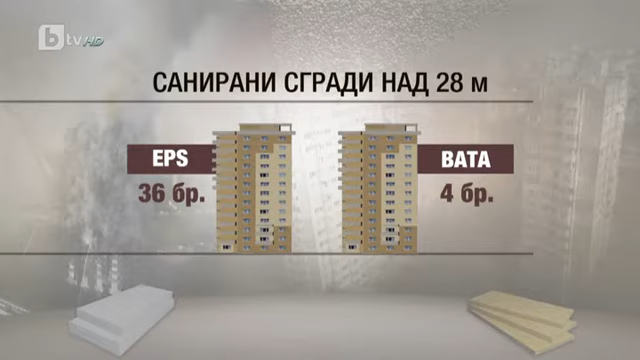 btv HD
САНИРАНИ СГРАДИ НАД 28 м
EPS
36 бр.
ВАТА
4 бр.